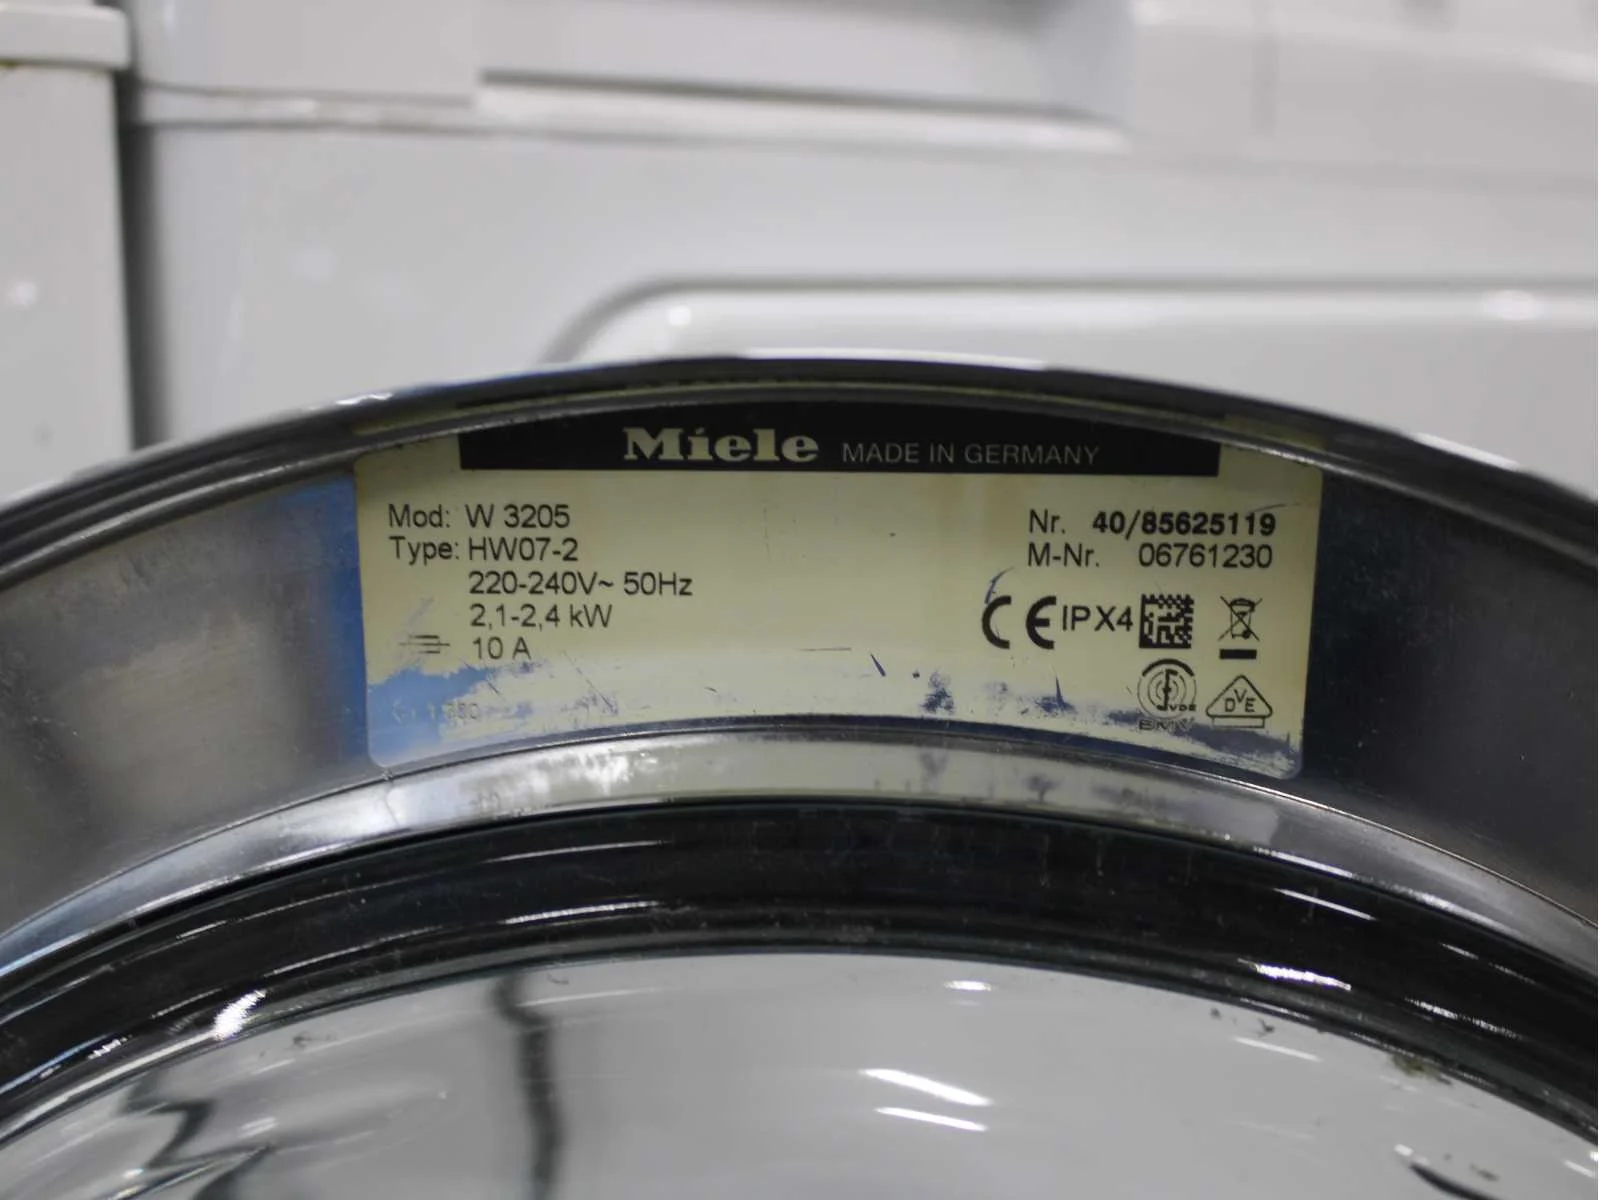 Miele MADE IN GERMANY
Mod: W 3205
Type: HW07-2
220-240V~ 50Hz
2,1-2,4 kW
10 A
Nr. 40/85625119
M-Nr. 06761230
CE IPX4
VDE
DVE